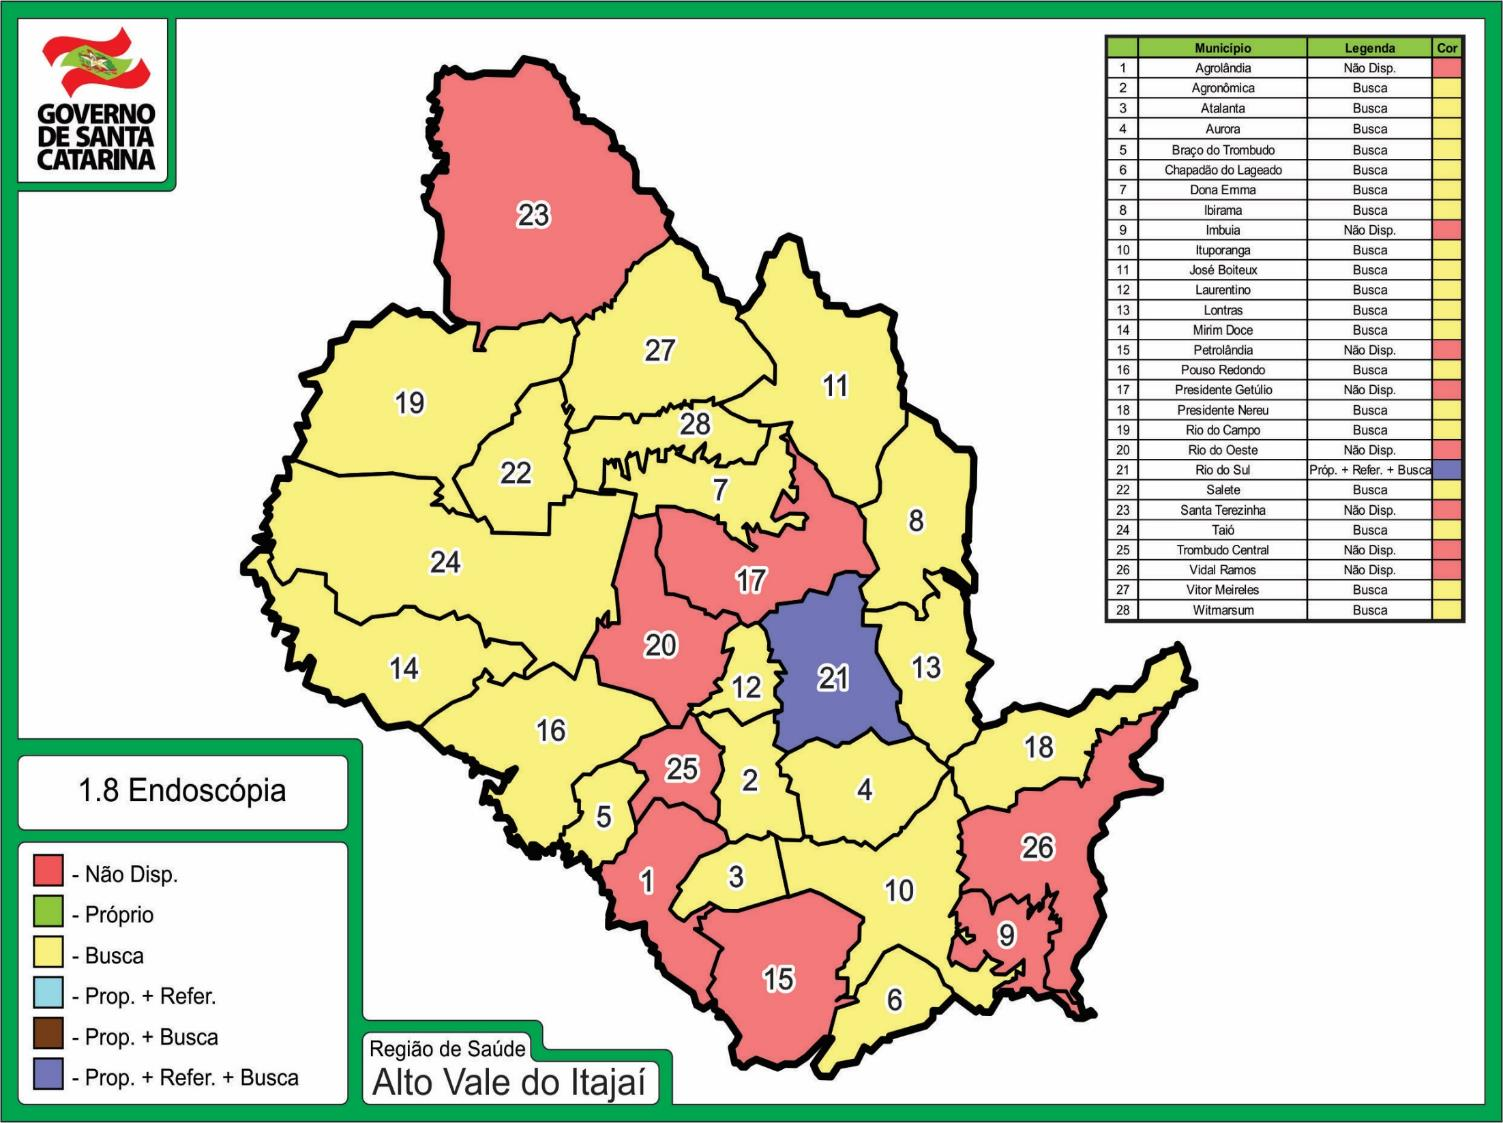 GOVERNO
DE SANTA
CATARINA
Município Legenda Cor
1 Agrolândia Não Disp.
2 Agronômica Busca
3 Atalanta Busca
4 Aurora Busca
5 Braço do Trombudo Busca
6 Chapadão do Lageado Busca
7 Dona Emma Busca
8 Ibirama Busca
9 Imbuia Não Disp.
10 Ituporanga Busca
11 José Boiteux Busca
12 Laurentino Busca
13 Lontras Busca
14 Mirim Doce Busca
15 Petrolândia Não Disp.
16 Pouso Redondo Busca
17 Presidente Getúlio Não Disp.
18 Presidente Nereu Busca
19 Rio do Campo Busca
20 Rio do Oeste Não Disp.
21 Rio do Sul Próp. + Refer. + Busca
22 Salete Busca
23 Santa Terezinha Não Disp.
24 Taió Busca
25 Trombudo Central Não Disp.
26 Vidal Ramos Não Disp.
27 Vitor Meireles Busca
28 Witmarsum Busca
23
27
11
19
28
22
7
8
24
17
20
14
12
21
13
16
18
25
2
4
5
26
1
3
10
9
15
6
1.8 Endoscópia
- Não Disp.
- Próprio
- Busca
- Prop. + Refer.
- Prop. + Busca
- Prop. + Refer. + Busca
Região de Saúde
Alto Vale do Itajaí